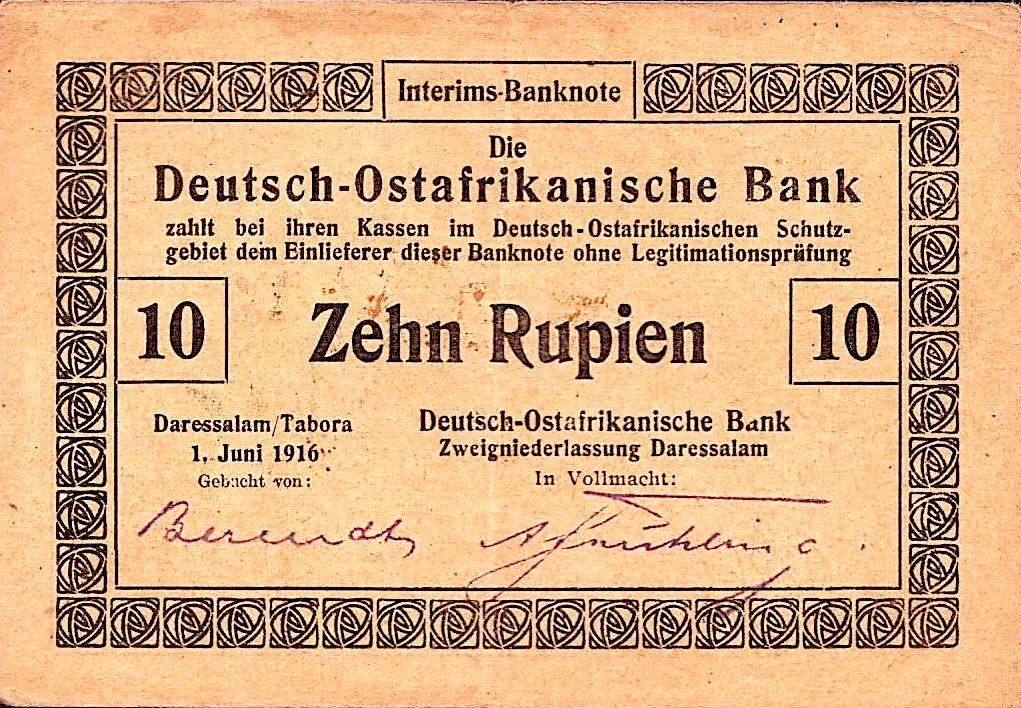 Interims-Banknote
Die
Deutsch-Ostafrikanische Bank
zahlt bei ihren Kassen im Deutsch-Ostafrikanischen Schutz-
gebiet dem Einlieferer dieser Banknote ohne Legitimationsprüfung
10 Zehn Rupien 10
Daressalam/Tabora
1. Juni 1916
Gebucht von:
Deutsch-Ostafrikanische Bank
Zweigniederlassung Daressalam
In Vollmacht:
Berendt